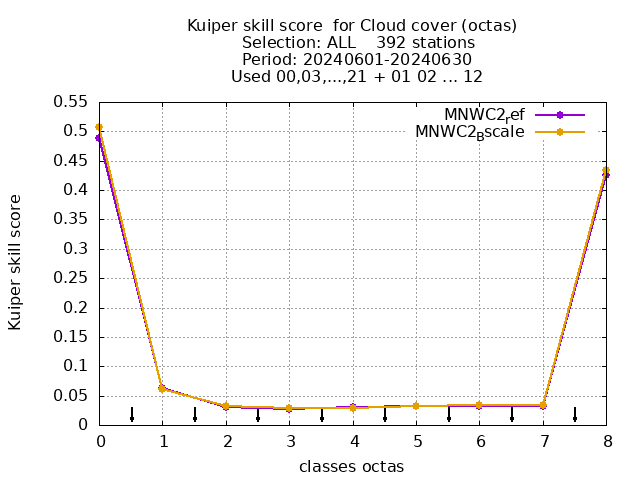 Kuiper skill score  for Cloud cover (octas)
Selection: ALL    392 stations
Period: 20240601-20240630
Used 00,03,...,21 + 01 02 ... 12
MNWC2ref
MNWC2Bscale
0.55
0.5
0.45
0.4
0.35
0.3
0.25
0.2
0.15
0.1
0.05
0
Kuiper skill score
0 1 2 3 4 5 6 7 8
classes octas